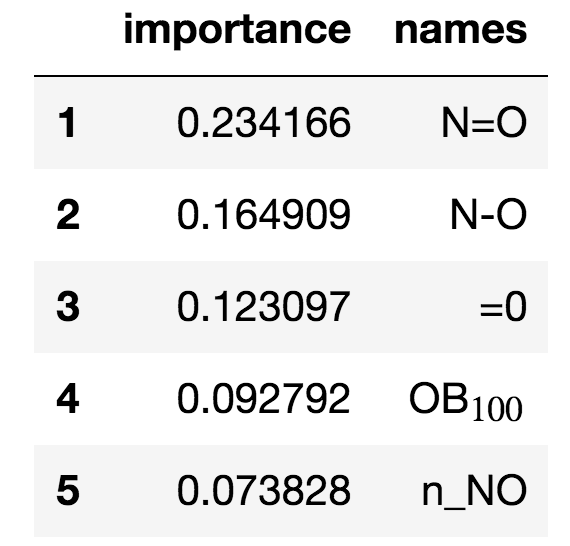 importance names
1 0.234166 N=O
2 0.164909 N-O
3 0.123097 =0
4 0.092792 OB₁₀₀
5 0.073828 n_NO